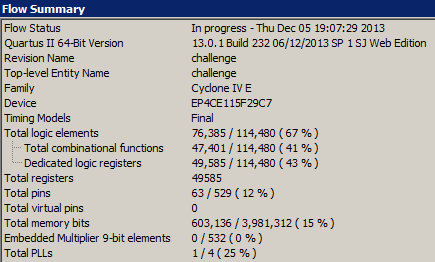 Flow Summary
Flow Status In progress - Thu Dec 05 19:07:29 2013
Quartus II 64-Bit Version 13.0.1 Build 232 06/12/2013 SP 1 SJ Web Edition
Revision Name challenge
Top-level Entity Name challenge
Family Cyclone IV E
Device EP4CE115F29C7
Timing Models Final
Total logic elements 76,385 / 114,480 ( 67 % )
Total combinational functions 47,401 / 114,480 ( 41 % )
Dedicated logic registers 49,585 / 114,480 ( 43 % )
Total registers 49585
Total pins 63 / 529 ( 12 % )
Total virtual pins 0
Total memory bits 603,136 / 3,981,312 ( 15 % )
Embedded Multiplier 9-bit elements 0 / 532 ( 0 % )
Total PLLs 1 / 4 ( 25 % )